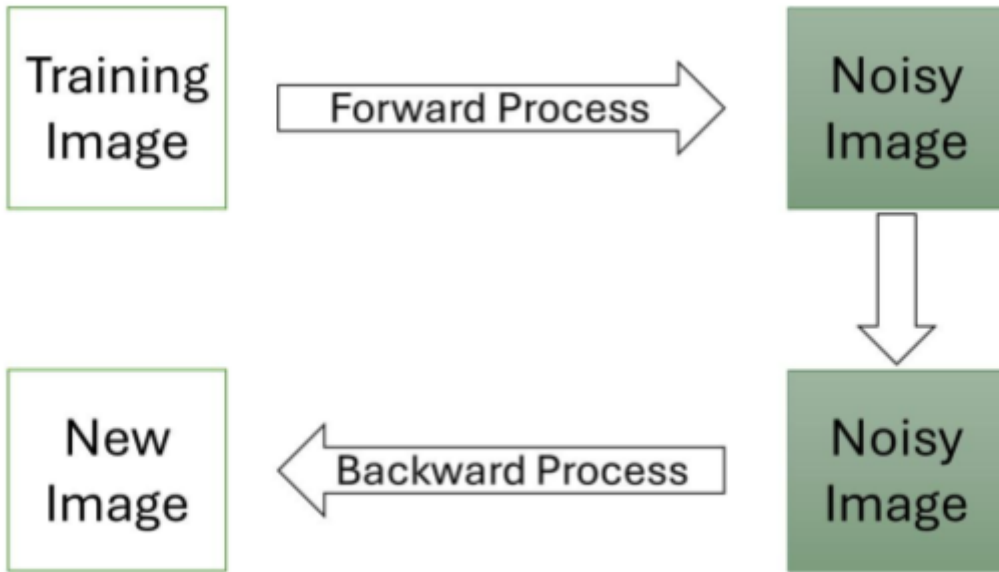 Training
Image
Forward Process
Noisy
Image
New
Image
Backward Process
Noisy
Image